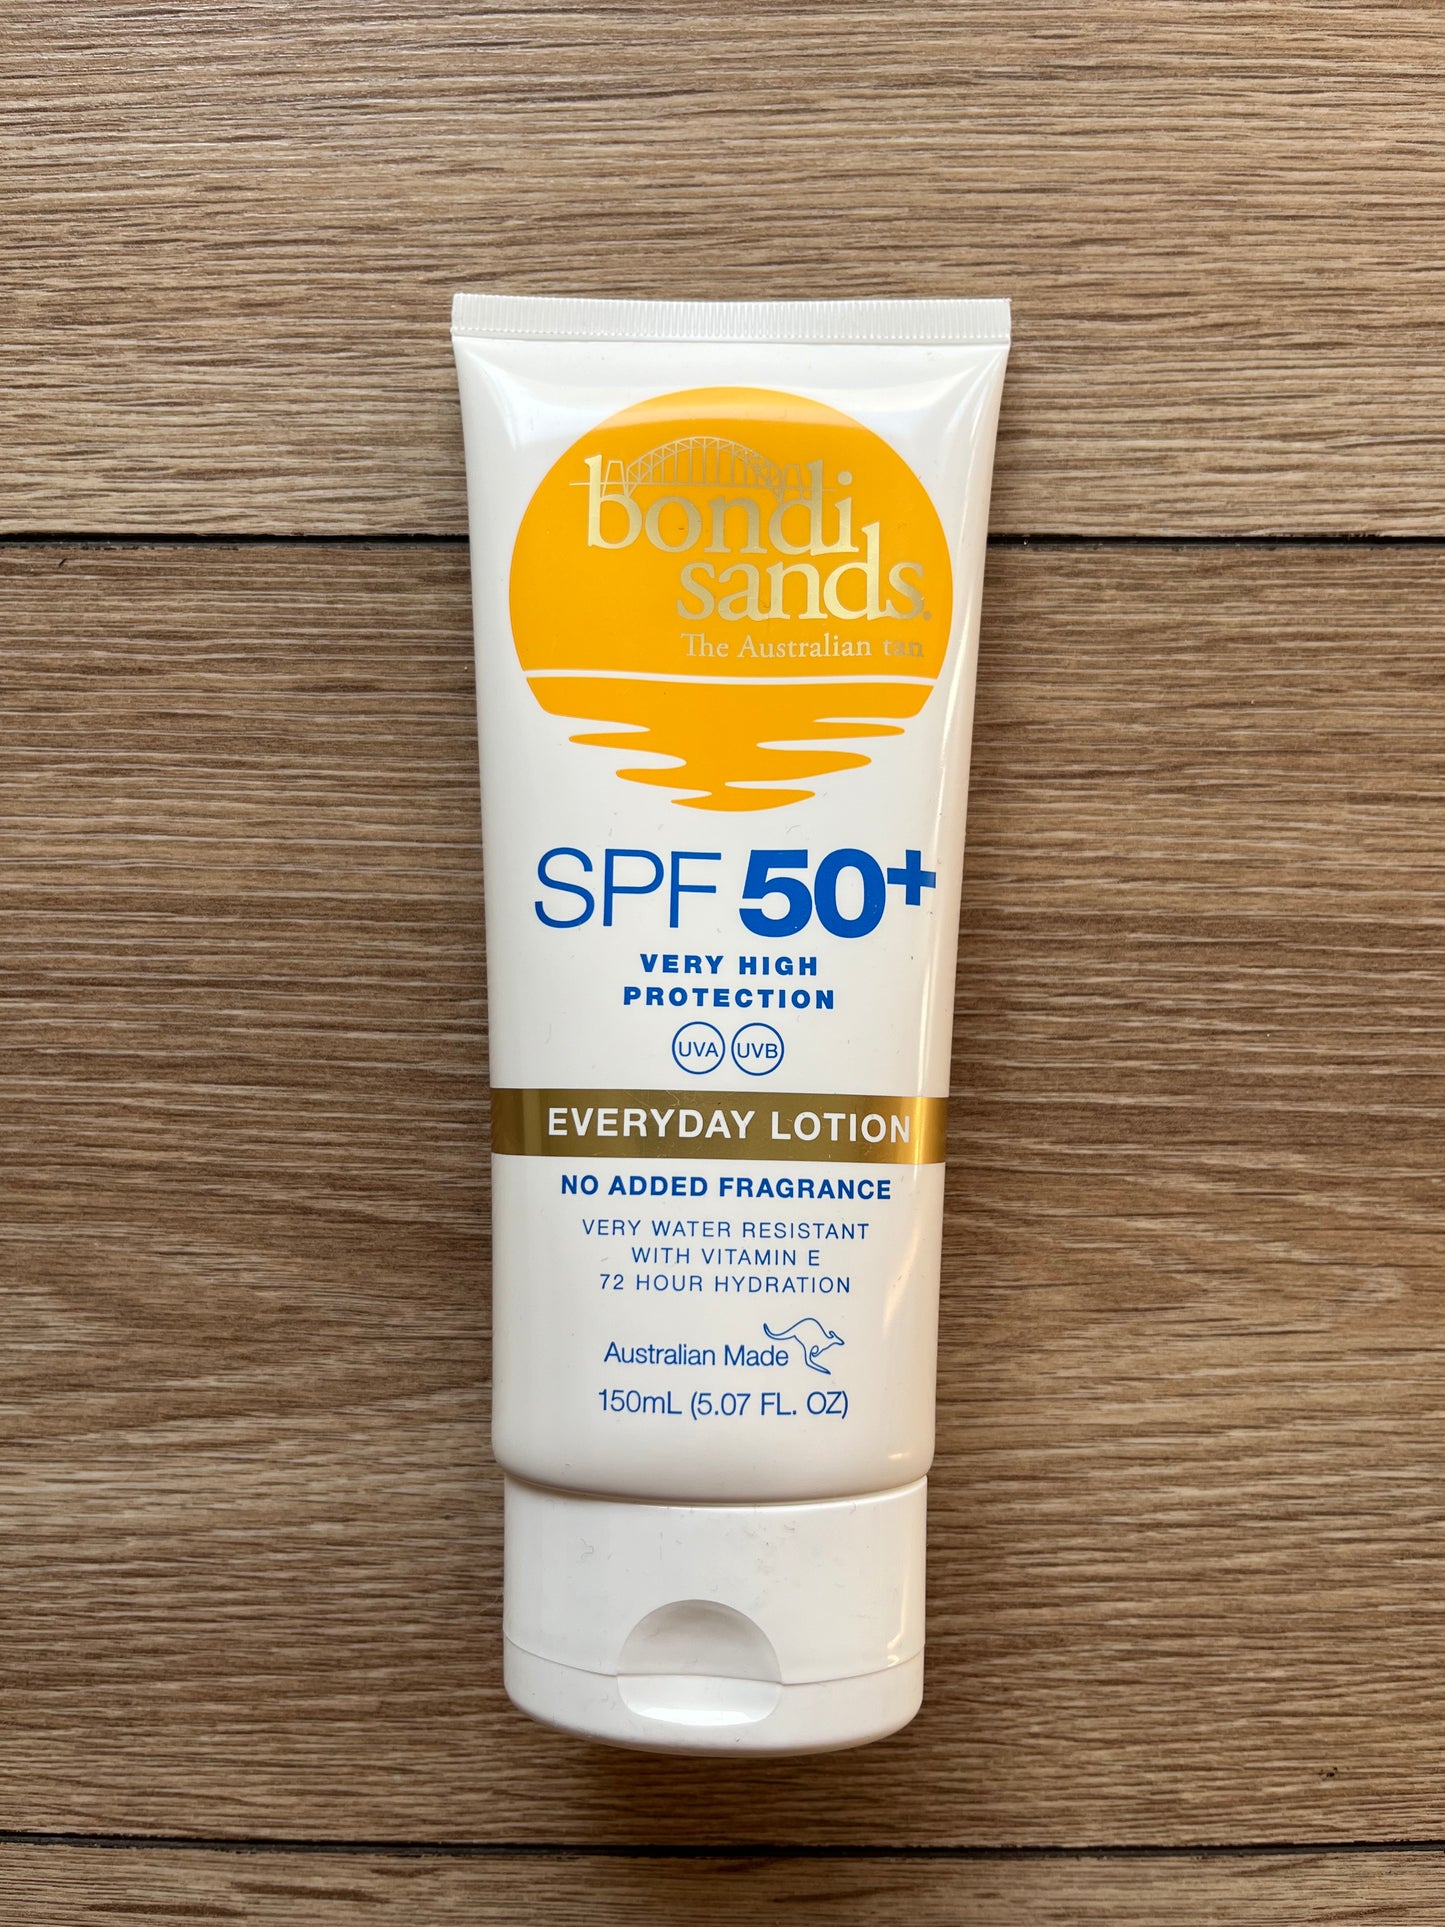 bondi
sands.
The Australian tan
SPF 50+
VERY HIGH
PROTECTION
UVA UVB
EVERYDAY LOTION
NO ADDED FRAGRANCE
VERY WATER RESISTANT
WITH VITAMIN E
72 HOUR HYDRATION
Australian Made
150mL (5.07 FL. OZ)